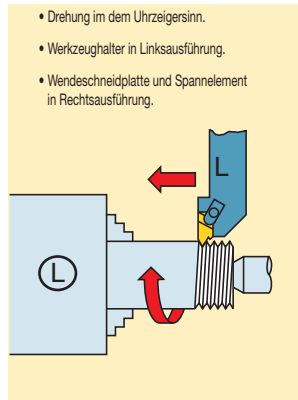 • Drehung im dem Uhrzeigersinn.
• Werkzeughalter in Linksausführung.
• Wendeschneidplatte und Spannelement
in Rechtsausführung.
L
L